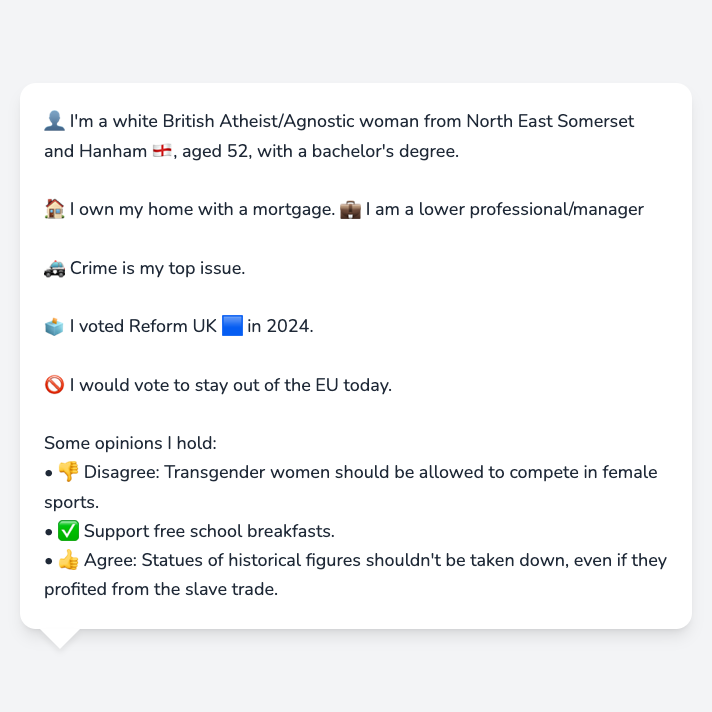 👤 I'm a white British Atheist/Agnostic woman from North East Somerset
and Hanham 🏴󠁧󠁢󠁥󠁮󠁧󠁿, aged 52, with a bachelor's degree.
🏠 I own my home with a mortgage. 💼 I am a lower professional/manager
🚓 Crime is my top issue.
🗳️ I voted Reform UK 🟦 in 2024.
🚫 I would vote to stay out of the EU today.
Some opinions I hold:
• 👎 Disagree: Transgender women should be allowed to compete in female
sports.
• ✅ Support free school breakfasts.
• 👍 Agree: Statues of historical figures shouldn't be taken down, even if they
profited from the slave trade.